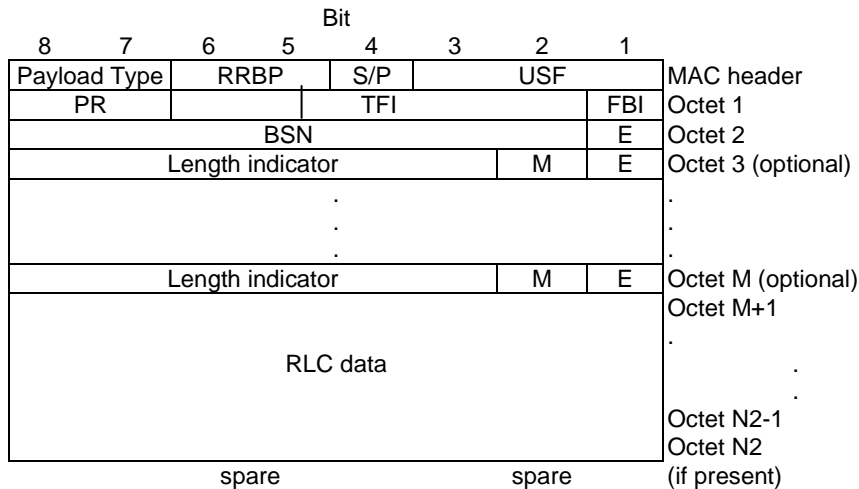 Bit
8 7 6 5 4 3 2 1
Payload Type RRBP S/P USF MAC header
PR TFI FBI Octet 1
BSN E Octet 2
Length indicator M E Octet 3 (optional)
. .
. .
. .
Length indicator M E Octet M (optional)
Octet M+1
.
RLC data .
.
Octet N2-1
Octet N2
spare spare (if present)